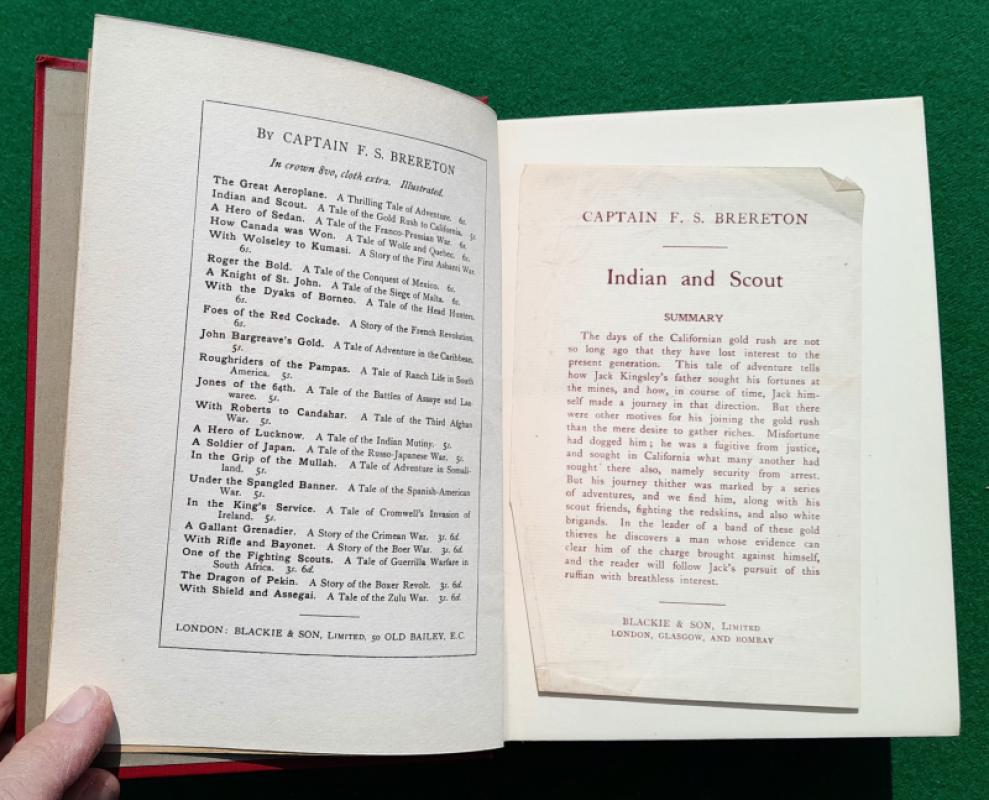 By CAPTAIN F. S. BRERETON
In crown 8vo, cloth extra. Illustrated.
The Great Aeroplane. A Thrilling Tale of Adventure. 6s.
Indian and Scout. A Tale of the Gold Rush to California. 5s.
A Hero of Sedan. A Tale of the Franco-Prussian War. 6s.
How Canada was Won. A Tale of Wolfe and Quebec. 6s.
With Wolseley to Kumasi. A Story of the First Ashanti War.
6s.
Roger the Bold. A Tale of the Conquest of Mexico. 6s.
A Knight of St. John. A Tale of the Siege of Malta. 6s.
With the Dyaks of Borneo. A Tale of the Head Hunters.
6s.
Foes of the Red Cockade. A Story of the French Revolution.
6s.
John Bargreave's Gold. A Tale of Adventure in the Caribbean.
5s.
Roughriders of the Pampas. A Tale of Ranch Life in South
America. 5s.
Jones of the 64th. A Tale of the Battles of Assaye and Las-
waree. 5s.
With Roberts to Candahar. A Tale of the Third Afghan
War. 5s.
A Hero of Lucknow. A Tale of the Indian Mutiny. 5s.
A Soldier of Japan. A Tale of the Russo-Japanese War. 5s.
In the Grip of the Mullah. A Tale of Adventure in Somali-
land. 5s.
Under the Spangled Banner. A Tale of the Spanish-American
War. 5s.
In the King's Service. A Tale of Cromwell's Invasion of
Ireland. 5s.
A Gallant Grenadier. A Story of the Crimean War. 3s. 6d.
With Rifle and Bayonet. A Story of the Boer War. 3s. 6d.
One of the Fighting Scouts. A Tale of Guerrilla Warfare in
South Africa. 3s. 6d.
The Dragon of Pekin. A Story of the Boxer Revolt. 3s. 6d.
With Shield and Assegai. A Tale of the Zulu War. 3s. 6d.
LONDON: BLACKIE & SON, LIMITED, 50 OLD BAILEY, E.C.
CAPTAIN F. S. BRERETON
Indian and Scout
SUMMARY
The days of the Californian gold rush are not
so long ago that they have lost interest to the
present generation. This tale of adventure tells
how Jack Kingsley's father sought his fortunes at
the mines, and how, in course of time, Jack him-
self made a journey in that direction. But there
were other motives for his joining the gold rush
than the mere desire to gather riches. Misfortune
had dogged him; he was a fugitive from justice,
and sought in California what many another had
sought there also, namely security from arrest.
But his journey thither was marked by a series
of adventures, and we find him, along with his
scout friends, fighting the redskins, and also white
brigands. In the leader of a band of these gold
thieves he discovers a man whose evidence can
clear him of the charge brought against himself,
and the reader will follow Jack's pursuit of this
ruffian with breathless interest.
BLACKIE & SON, LIMITED
LONDON, GLASGOW, AND BOMBAY